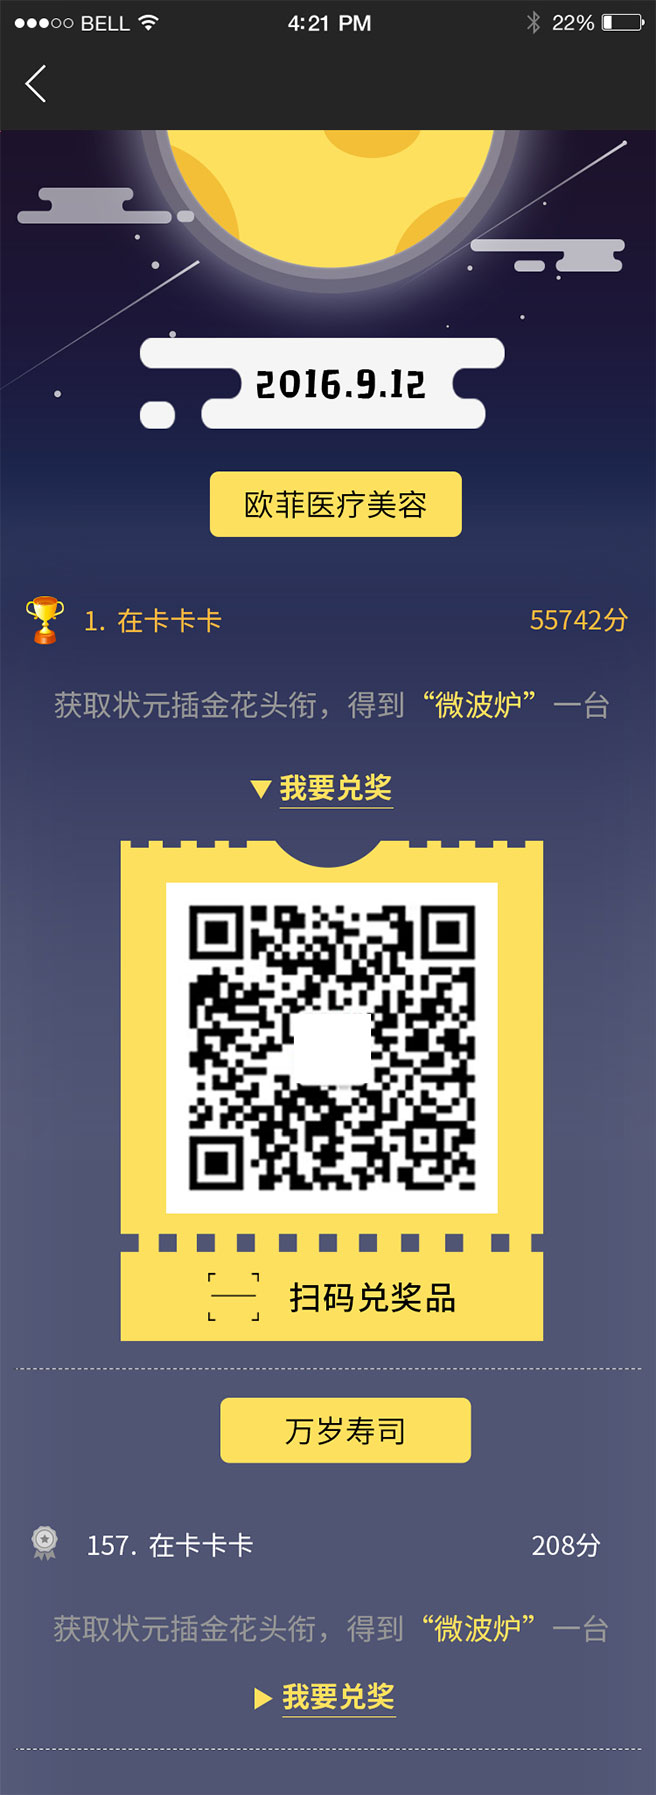 BELL 4:21 PM 22%
2016.9.12
欧菲医疗美容
1. 在卡卡卡 55742分
获取状元插金花头衔，得到“微波炉”一台
我要兑奖
扫码兑奖品
万岁寿司
157. 在卡卡卡 208分
获取状元插金花头衔，得到“微波炉”一台
我要兑奖